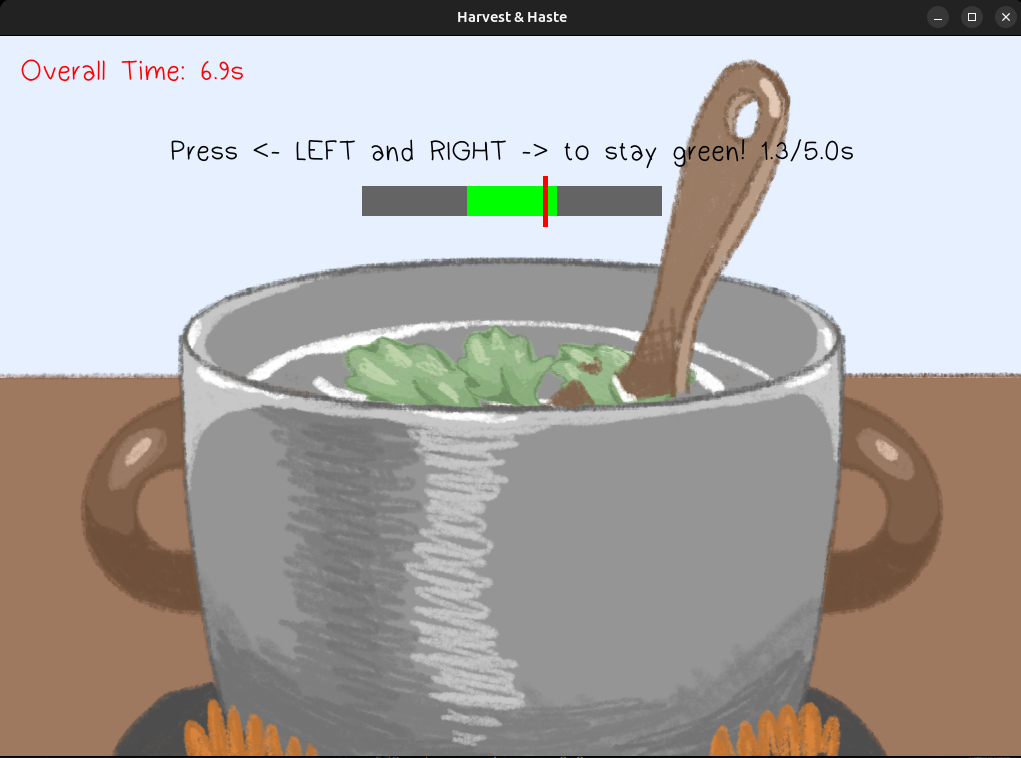 Harvest & Haste
Overall Time: 6.9s
Press <- LEFT and RIGHT -> to stay green! 1.3/5.0s